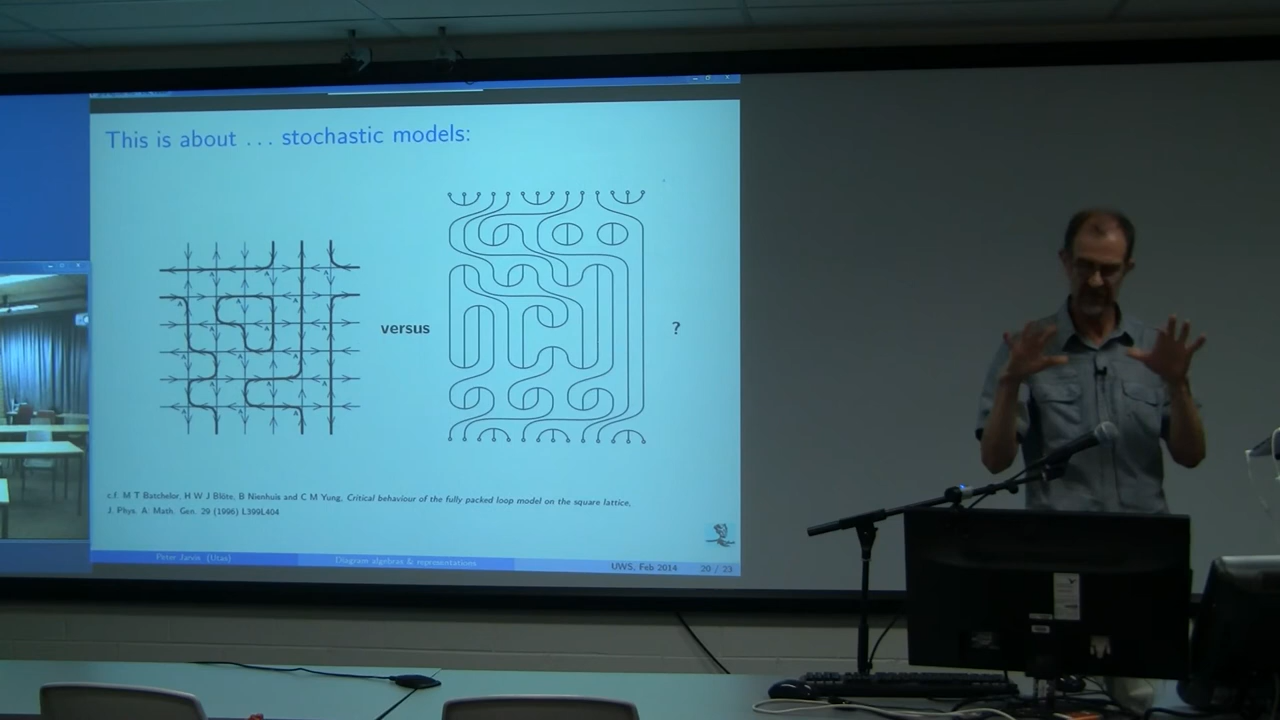 This is about . . . stochastic models:
versus
?
c.f. M T Batchelor, H W J Blöte, B Nienhuis and C M Yung, Critical behaviour of the fully packed loop model on the square lattice,
J. Phys. A: Math. Gen. 29 (1996) L399L404
Peter Jarvis (Utas) Diagram algebras & representations UWS, Feb 2014 20 / 23